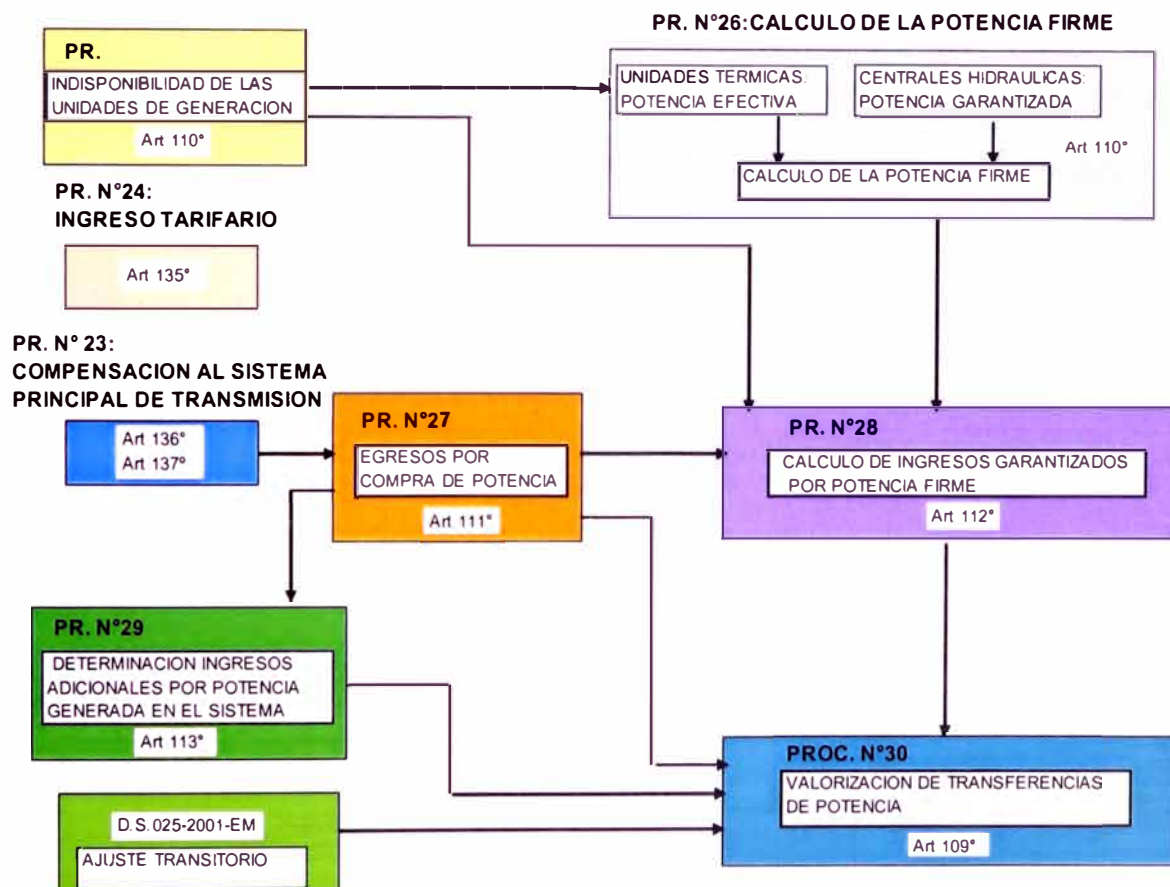 PR. N°26:CALCULO DE LA POTENCIA FIRME
PR.
INDISPONIBILIDAD DE LAS
UNIDADES DE GENERACION
Art 110°
UNIDADES TERMICAS:
POTENCIA EFECTIVA
CENTRALES HIDRAULICAS:
POTENCIA GARANTIZADA
Art 110°
CALCULO DE LA POTENCIA FIRME
PR. N°24:
INGRESO TARIFARIO
Art 135°
PR. N° 23:
COMPENSACION AL SISTEMA
PRINCIPAL DE TRANSMISION
Art 136°
Art 137º
PR. N°27
EGRESOS POR
COMPRA DE POTENCIA
Art 111°
PR. N°28
CALCULO DE INGRESOS GARANTIZADOS
POR POTENCIA FIRME
Art 112°
PR. N°29
DETERMINACION INGRESOS
ADICIONALES POR POTENCIA
GENERADA EN EL SISTEMA
Art 113°
PROC. N°30
VALORIZACION DE TRANSFERENCIAS
DE POTENCIA
Art 109°
D.S.025-2001-EM
AJUSTE TRANSITORIO